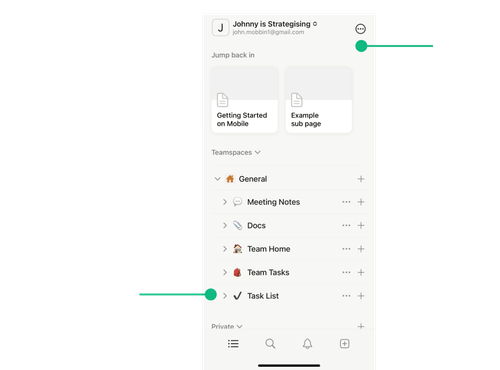 J
Johnny is Strategising
john.mobbin1@gmail.com
Jump back in
Getting Started
on Mobile
Example
sub page
Teamspaces
General
Meeting Notes
Docs
Team Home
Team Tasks
Task List
Private